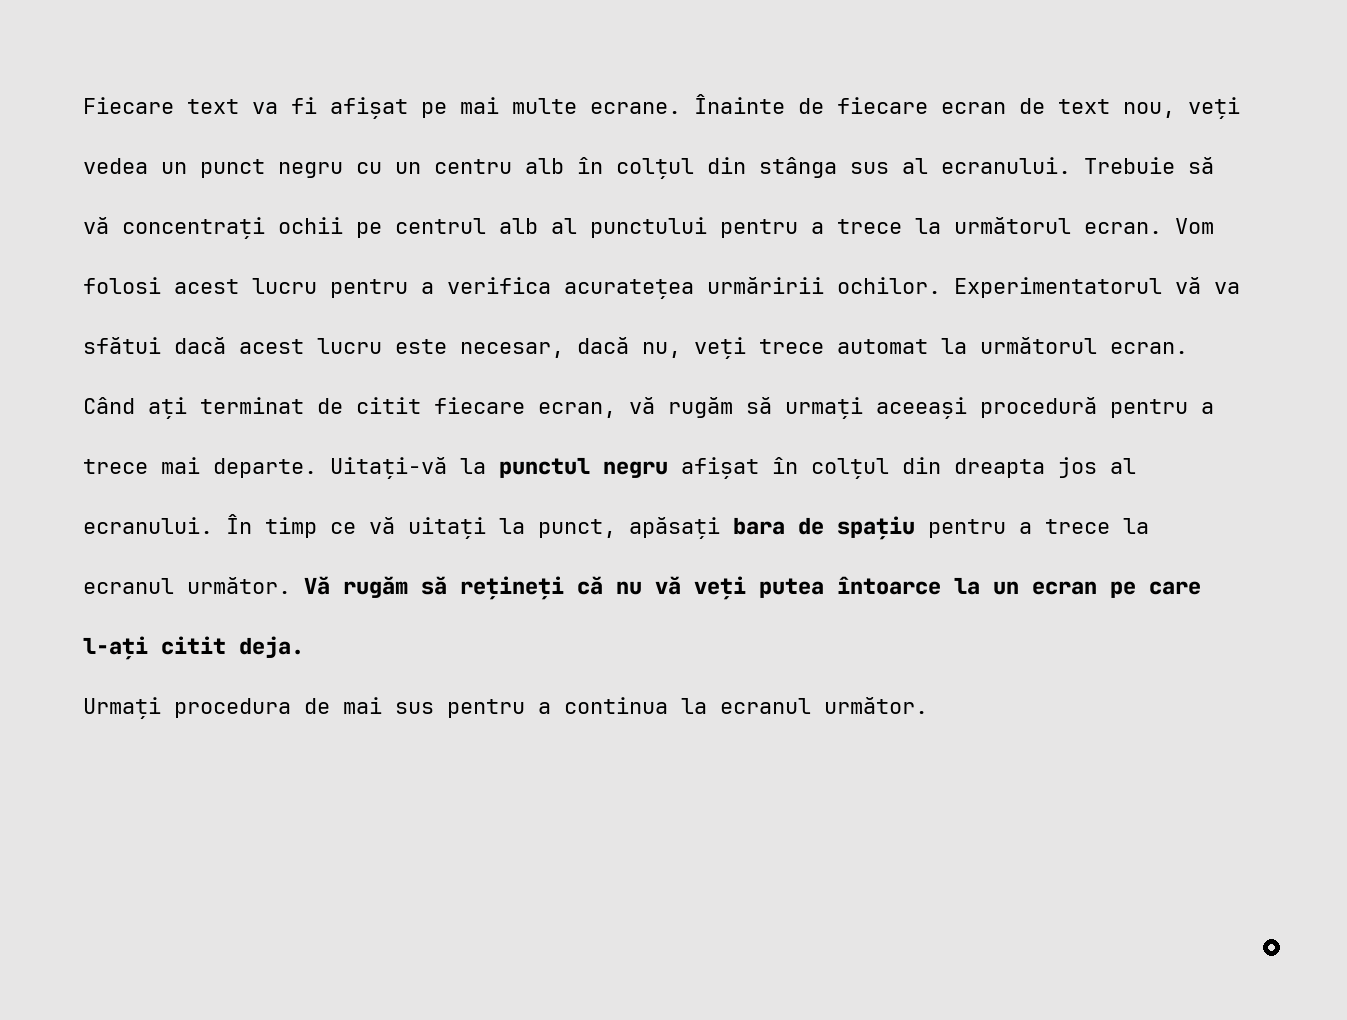 Fiecare text va fi afișat pe mai multe ecrane. Înainte de fiecare ecran de text nou, veți
vedea un punct negru cu un centru alb în colțul din stânga sus al ecranului. Trebuie să
vă concentrați ochii pe centrul alb al punctului pentru a trece la următorul ecran. Vom
folosi acest lucru pentru a verifica acuratețea urmăririi ochilor. Experimentatorul vă va
sfătui dacă acest lucru este necesar, dacă nu, veți trece automat la următorul ecran.
Când ați terminat de citit fiecare ecran, vă rugăm să urmați aceeași procedură pentru a
trece mai departe. Uitați-vă la punctul negru afișat în colțul din dreapta jos al
ecranului. În timp ce vă uitați la punct, apăsați bara de spațiu pentru a trece la
ecranul următor. Vă rugăm să rețineți că nu vă veți putea întoarce la un ecran pe care
l-ați citit deja.
Urmați procedura de mai sus pentru a continua la ecranul următor.